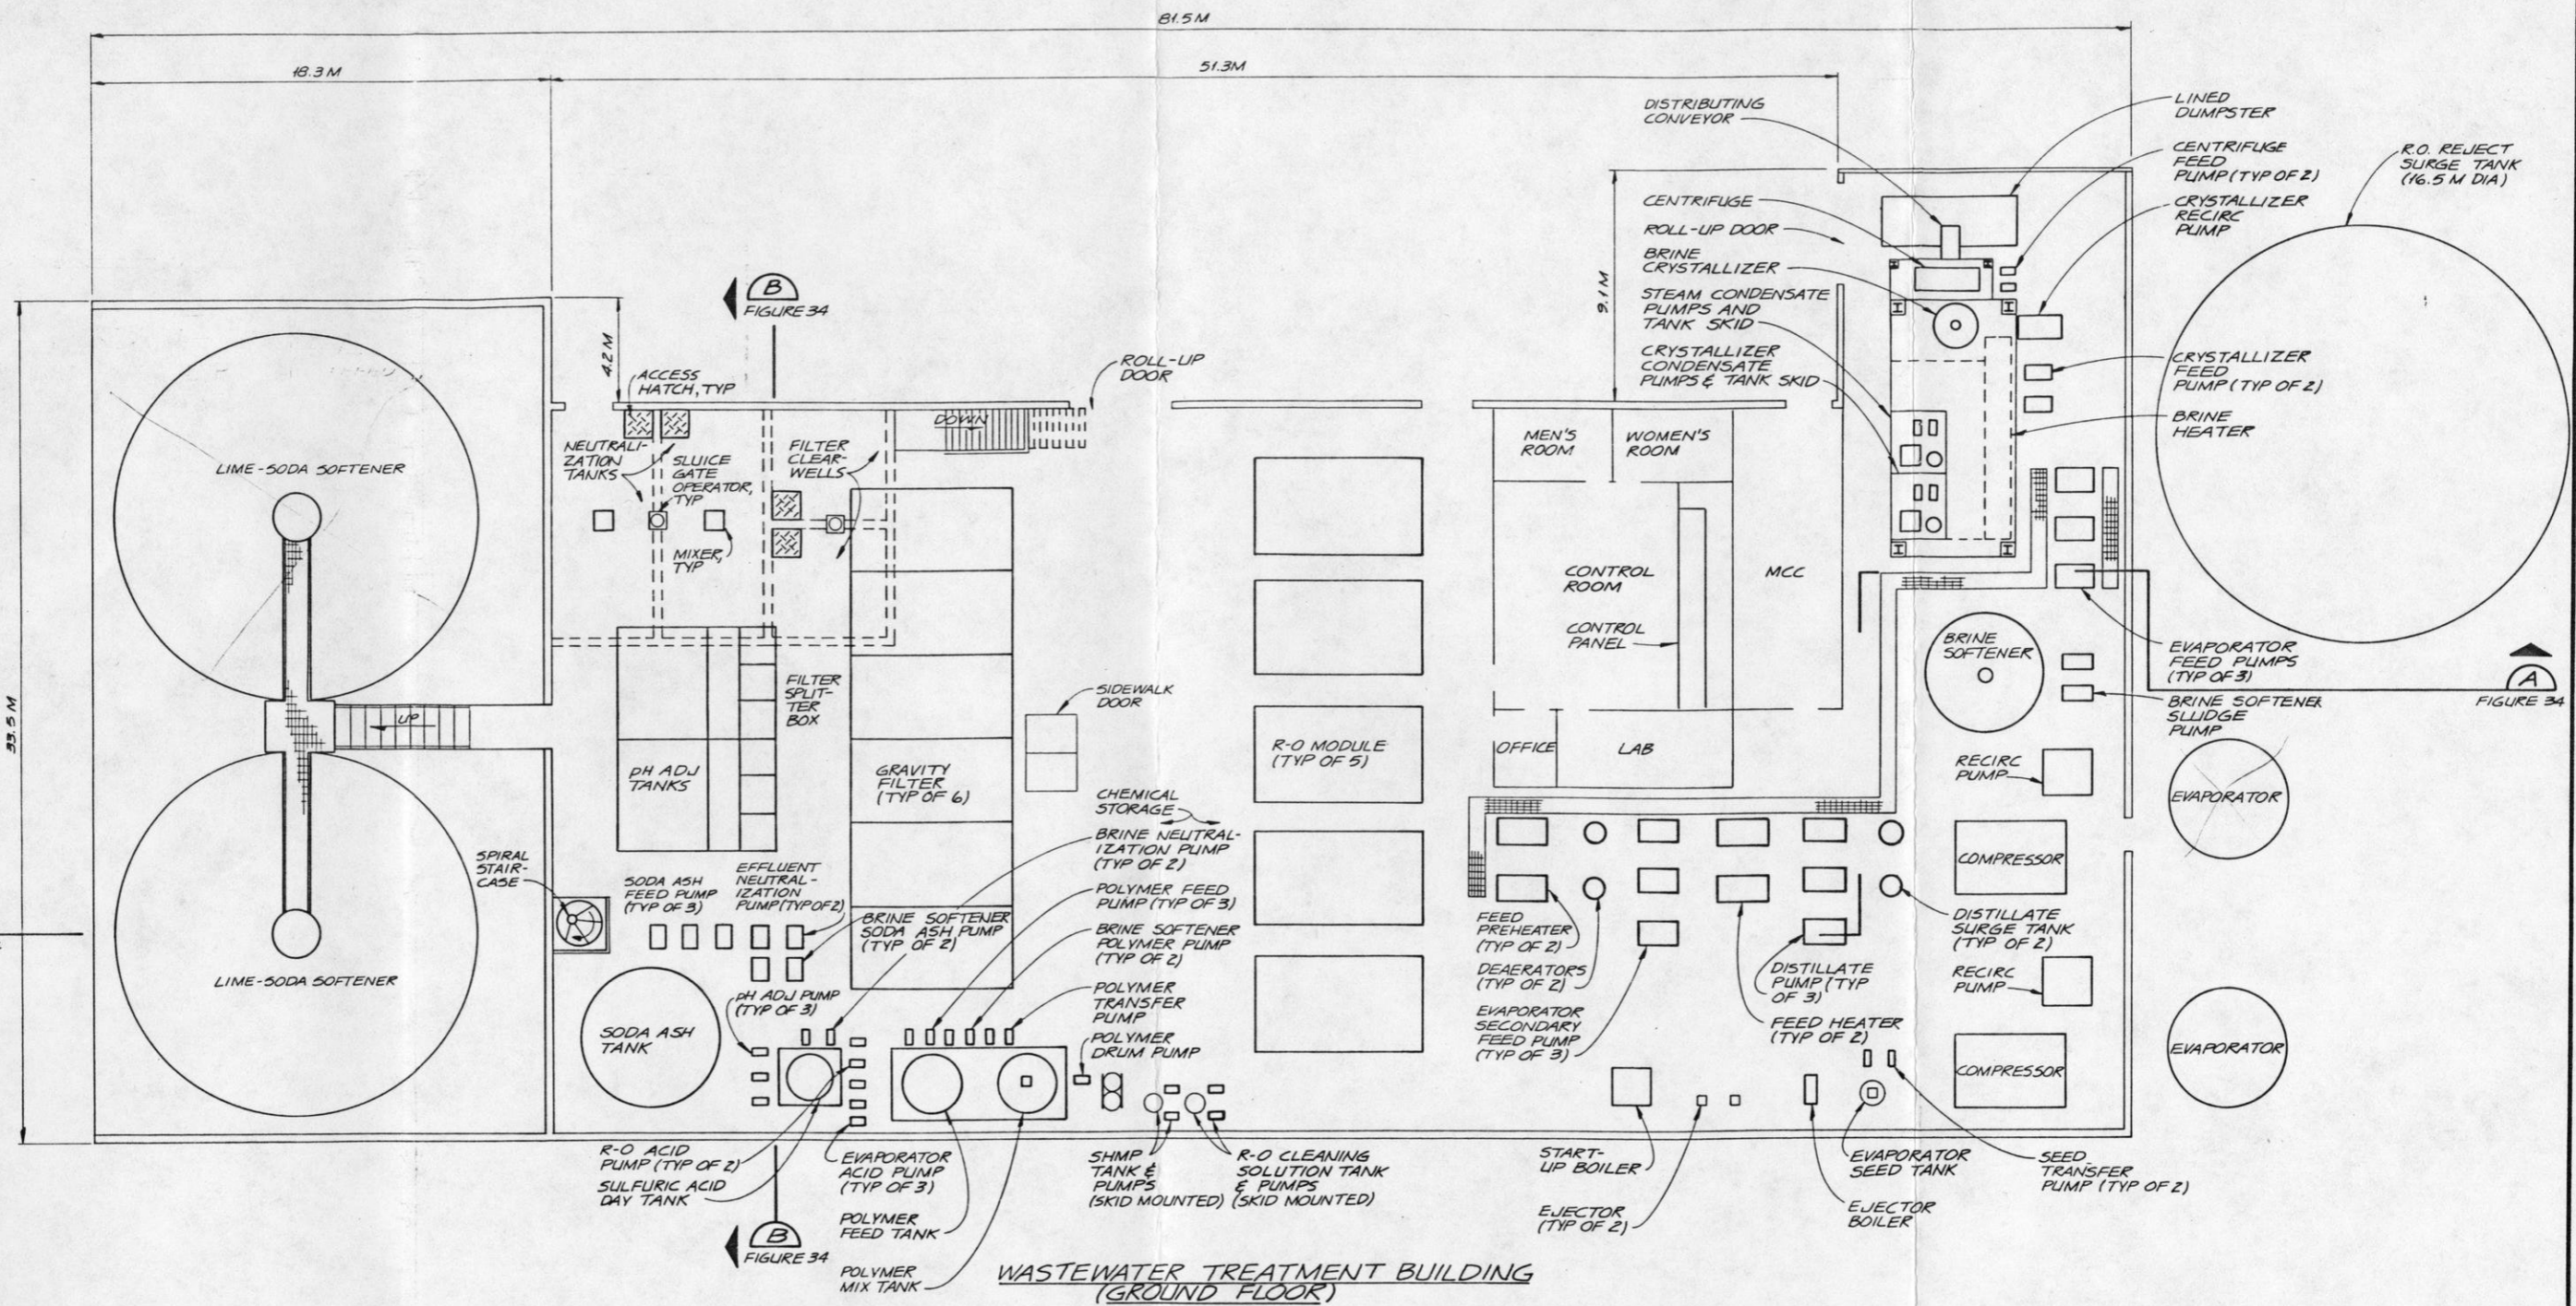 81.5 M
18.3 M
51.3M
DISTRIBUTING
CONVEYOR
LINED
DUMPSTER
CENTRIFUGE
FEED
PUMP (TYP OF 2)
R.O. REJECT
SURGE TANK
(16.5 M DIA)
CENTRIFUGE
CRYSTALLIZER
RECIRC
PUMP
ROLL-UP DOOR
BRINE
CRYSTALLIZER
9.1 M
STEAM CONDENSATE
PUMPS AND
TANK SKID
CRYSTALLIZER
CONDENSATE
PUMPS & TANK SKID
CRYSTALLIZER
FEED
PUMP (TYP OF 2)
BRINE
HEATER
B
FIGURE 34
4.2 M
ACCESS
HATCH, TYP
ROLL-UP
DOOR
DOWN
NEUTRALI-
ZATION
TANKS
SLUICE
GATE
OPERATOR,
TYP
FILTER
CLEAR-
WELLS
MIXER,
TYP
LIME-SODA SOFTENER
MEN'S
ROOM
WOMEN'S
ROOM
CONTROL
ROOM
MCC
CONTROL
PANEL
BRINE
SOFTENER
EVAPORATOR
FEED PUMPS
(TYP OF 3)
A
FIGURE 34
BRINE SOFTENER
SLUDGE
PUMP
33.5 M
UP
FILTER
SPLIT-
TER
BOX
SIDEWALK
DOOR
pH ADJ
TANKS
GRAVITY
FILTER
(TYP OF 6)
R-O MODULE
(TYP OF 5)
OFFICE
LAB
RECIRC
PUMP
EVAPORATOR
CHEMICAL
STORAGE
BRINE NEUTRAL-
IZATION PUMP
(TYP OF 2)
COMPRESSOR
SPIRAL
STAIR-
CASE
SODA ASH
FEED PUMP
(TYP OF 3)
EFFLUENT
NEUTRAL-
IZATION
PUMP (TYP OF 2)
POLYMER FEED
PUMP (TYP OF 3)
BRINE SOFTENER
SODA ASH PUMP
(TYP OF 2)
BRINE SOFTENER
POLYMER PUMP
(TYP OF 2)
FEED
PREHEATER
(TYP OF 2)
DISTILLATE
SURGE TANK
(TYP OF 2)
DEAERATORS
(TYP OF 2)
DISTILLATE
PUMP (TYP
OF 3)
RECIRC
PUMP
LIME-SODA SOFTENER
pH ADJ PUMP
(TYP OF 3)
POLYMER
TRANSFER
PUMP
SODA ASH
TANK
POLYMER
DRUM PUMP
EVAPORATOR
SECONDARY
FEED PUMP
(TYP OF 3)
FEED HEATER
(TYP OF 2)
EVAPORATOR
COMPRESSOR
R-O ACID
PUMP (TYP OF 2)
SULFURIC ACID
DAY TANK
EVAPORATOR
ACID PUMP
(TYP OF 3)
SHMP
TANK &
PUMPS
(SKID MOUNTED)
R-O CLEANING
SOLUTION TANK
& PUMPS
(SKID MOUNTED)
START-
UP BOILER
EVAPORATOR
SEED TANK
SEED
TRANSFER
PUMP (TYP OF 2)
POLYMER
FEED TANK
EJECTOR
(TYP OF 2)
EJECTOR
BOILER
B
FIGURE 34
POLYMER
MIX TANK
WASTEWATER TREATMENT BUILDING
(GROUND FLOOR)